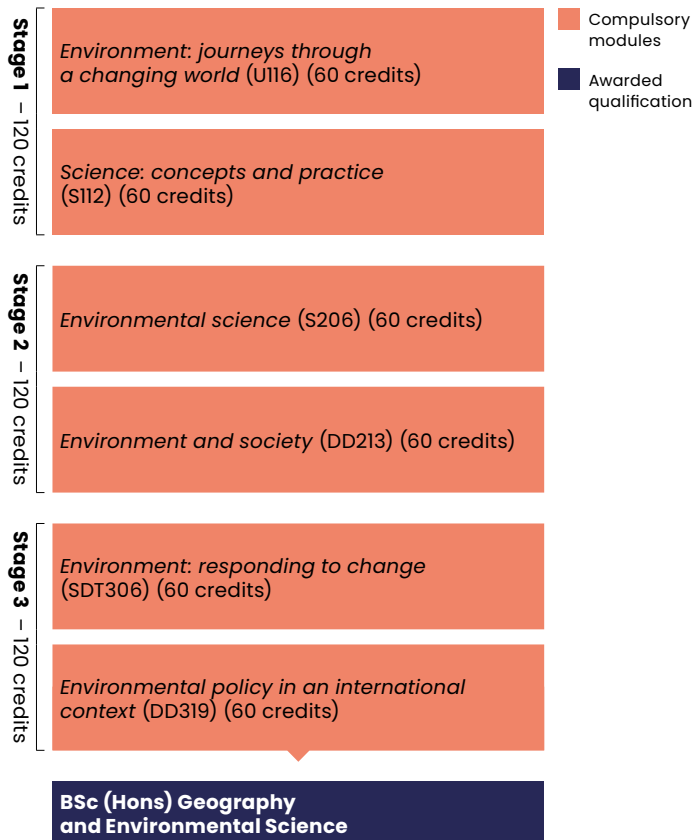 Stage 1 – 120 credits
Environment: journeys through
a changing world (U116) (60 credits)
Science: concepts and practice
(S112) (60 credits)
Stage 2 – 120 credits
Environmental science (S206) (60 credits)
Environment and society (DD213) (60 credits)
Stage 3 – 120 credits
Environment: responding to change
(SDT306) (60 credits)
Environmental policy in an international
context (DD319) (60 credits)
BSc (Hons) Geography
and Environmental Science
Compulsory
modules
Awarded
qualification